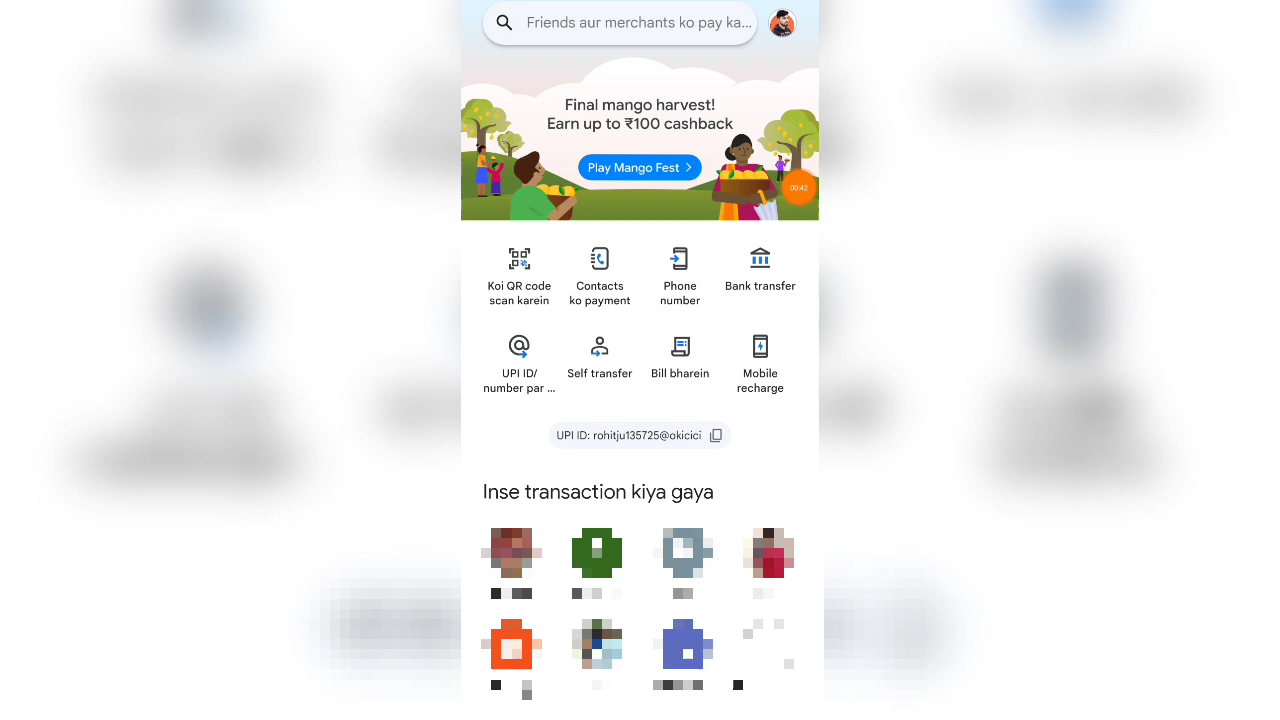 Friends aur merchants ko pay ka...
Final mango harvest!
Earn up to ₹100 cashback
Play Mango Fest
00:42
Koi QR code
scan karein
Contacts
ko payment
Phone
number
Bank transfer
UPI ID/
number par ...
Self transfer
Bill bharein
Mobile
recharge
UPI ID: rohitju135725@okicici
Inse transaction kiya gaya